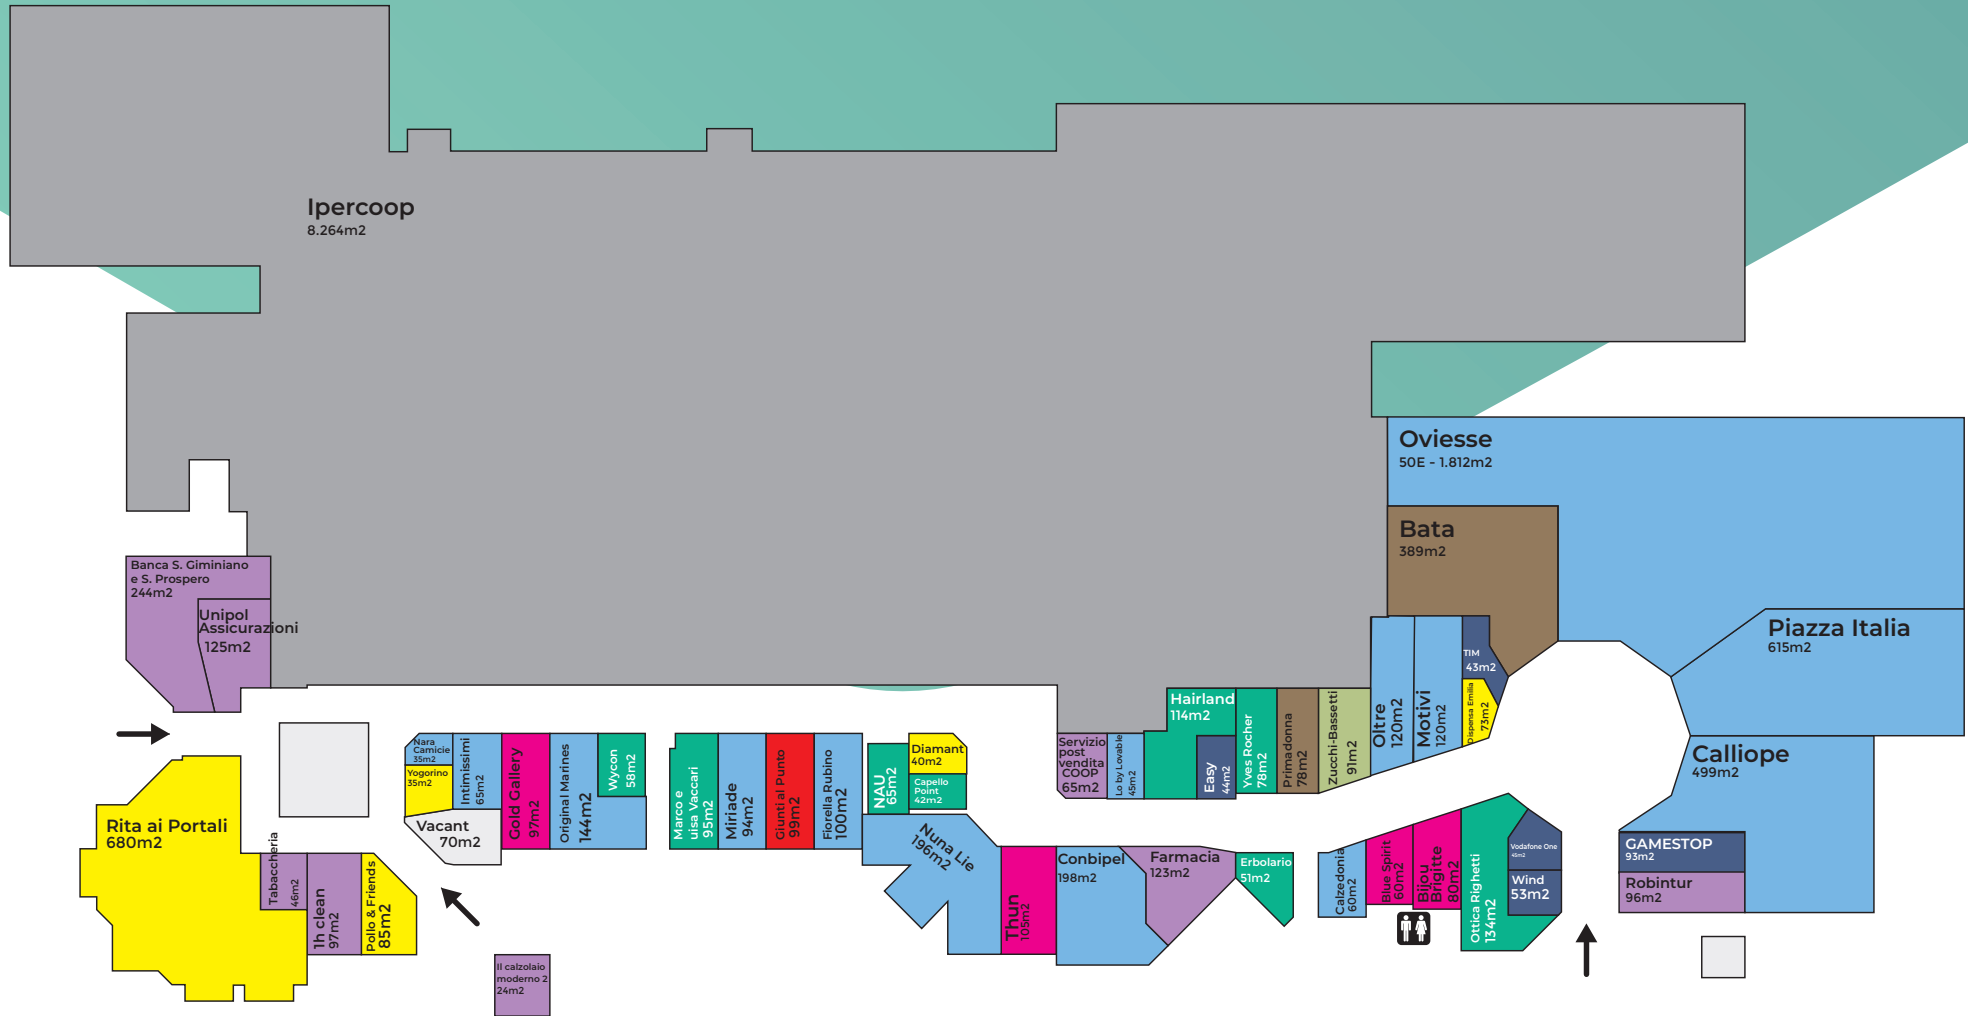 Ipercoop
8.264m2
Oviesse
50E - 1.812m2
Bata
389m2
Piazza Italia
615m2
Calliope
499m2
GAMESTOP
93m2
Robintur
96m2
Banca S. Giminiano
e S. Prospero
244m2
Unipol
Assicurazioni
125m2
Rita ai Portali
680m2
Tabaccheria
46m2
1h clean
97m2
Pollo & Friends
85m2
Il calzolaio
moderno 2
24m2
Nara
Camicie
35m2
Yogorino
35m2
Vacant
70m2
Intimissimi
65m2
Gold Gallery
97m2
Original Marines
144m2
Wycon
58m2
Marco e
uisa Vaccari
95m2
Miriade
94m2
Giunti al Punto
99m2
Fiorella Rubino
100m2
NAU
65m2
Diamant
40m2
Capello
Point
42m2
Nuna Lie
196m2
Thun
105m2
Conbipel
198m2
Farmacia
123m2
Erbolario
51m2
Servizio
post
vendita
COOP
65m2
Lo by Lovable
45m2
Hairland
114m2
Easy
44m2
Yves Rocher
78m2
Primadonna
78m2
Zucchi-Bassetti
91m2
Oltre
120m2
Motivi
120m2
TIM
43m2
Dispensa Emilia
73m2
Calzedonia
60m2
Blue Spirit
60m2
Bijou
Brigitte
80m2
Ottica Righetti
134m2
Vodafone One
45m2
Wind
53m2